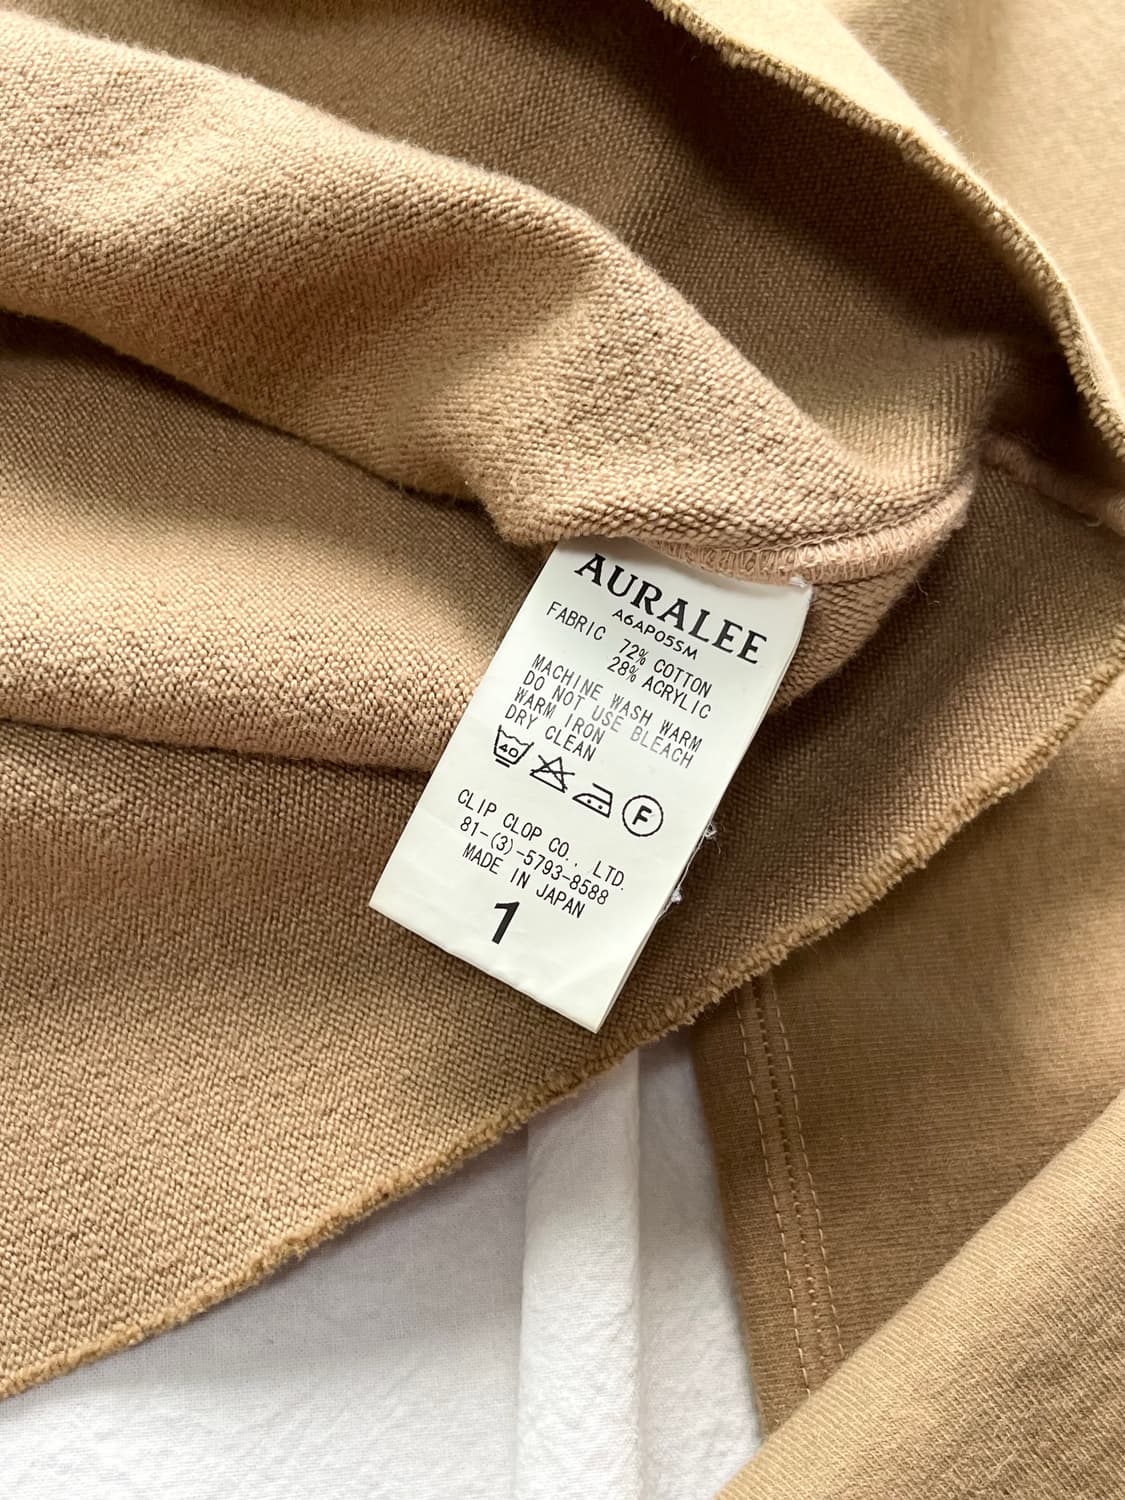 AURALEE
A6AP05SM
FABRIC 72% COTTON
28% ACRYLIC
MACHINE WASH WARM
DO NOT USE BLEACH
WARM IRON
DRY CLEAN
40
F
CLIP CLOP CO., LTD.
81-(3)-5793-8588
MADE IN JAPAN
1